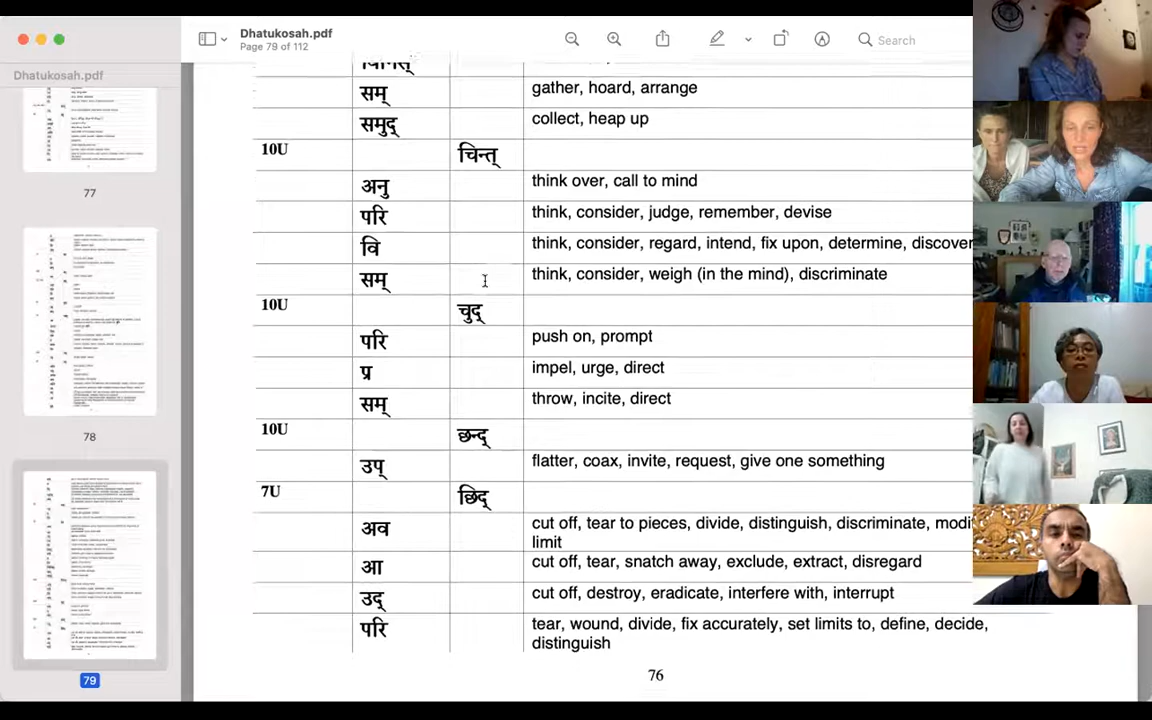 Dhatukosah.pdf
Page 79 of 112
Search
Dhatukosah.pdf
77
78
79
सम् gather, hoard, arrange
समुद् collect, heap up
10U चिन्त्
अनु think over, call to mind
परि think, consider, judge, remember, devise
वि think, consider, regard, intend, fix upon, determine, discover
सम् think, consider, weigh (in the mind), discriminate
10U चुद्
परि push on, prompt
प्र impel, urge, direct
सम् throw, incite, direct
10U छन्द्
उप् flatter, coax, invite, request, give one something
7U छिद्
अव cut off, tear to pieces, divide, distinguish, discriminate,
limit
आ cut off, tear, snatch away, exclude, extract, disregard
उद् cut off, destroy, eradicate, interfere with, interrupt
परि tear, wound, divide, fix accurately, set limits to, define, decide,
distinguish
76